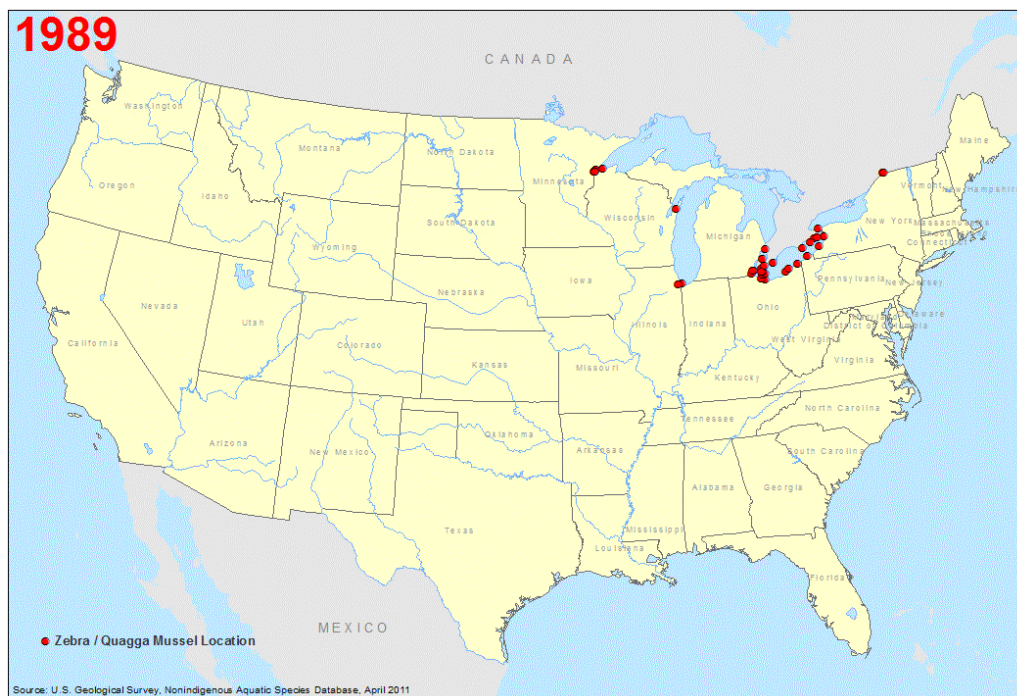 1989
CANADA
Washington
Montana
North Dakota
Minnesota
Maine
Oregon
Idaho
Vermont
New Hampshire
South Dakota
Wisconsin
Michigan
New York
Massachusetts
Connecticut
Wyoming
Iowa
Pennsylvania
New Jersey
Nebraska
Nevada
Utah
Illinois
Indiana
Ohio
Delaware
District of Columbia
California
Colorado
Kansas
Missouri
West Virginia
Virginia
Kentucky
Arizona
New Mexico
Oklahoma
Arkansas
Tennessee
North Carolina
South Carolina
Texas
Mississippi
Alabama
Georgia
Louisiana
Florida
MEXICO
Zebra / Quagga Mussel Location
Source: U.S. Geological Survey, Nonindigenous Aquatic Species Database, April 2011